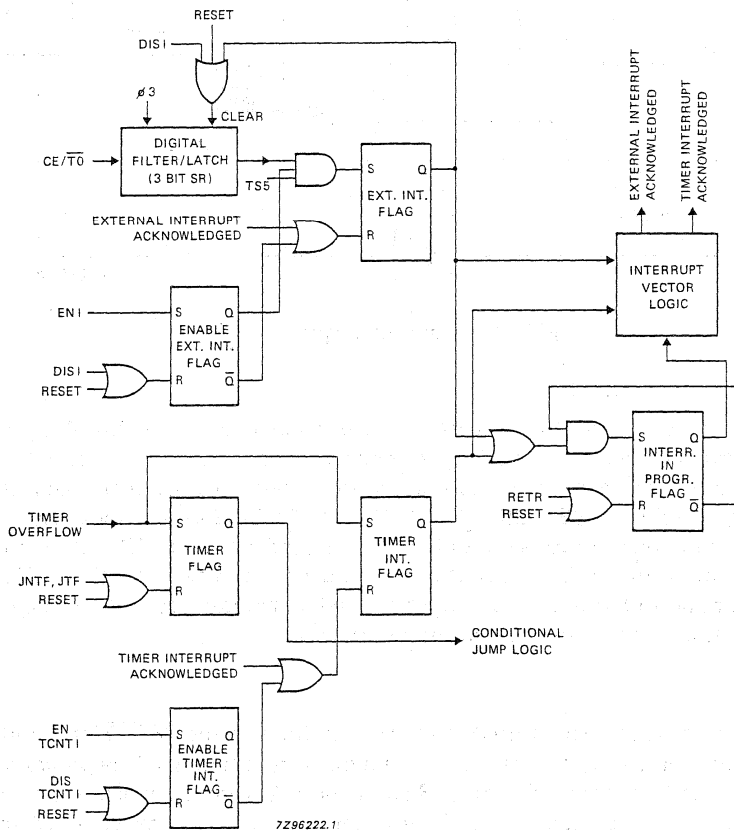 RESET
DIS I
ø3
CLEAR
CE/T0
DIGITAL
FILTER/LATCH
(3 BIT SR)
TS5
S Q
EXT. INT.
FLAG
R
EXTERNAL INTERRUPT
ACKNOWLEDGED
EXTERNAL INTERRUPT
ACKNOWLEDGED
TIMER INTERRUPT
ACKNOWLEDGED
INTERRUPT
VECTOR
LOGIC
EN I
S Q
ENABLE
EXT. INT.
FLAG
R Q
DIS I
RESET
S Q
INTERR.
IN
PROGR.
FLAG
R Q
RETR
RESET
TIMER
OVERFLOW
S Q
TIMER
FLAG
R
JNTF, JTF
RESET
S Q
TIMER
INT.
FLAG
R
CONDITIONAL
JUMP LOGIC
TIMER INTERRUPT
ACKNOWLEDGED
EN
TCNT I
S Q
ENABLE
TIMER
INT.
FLAG
R Q
DIS
TCNT I
RESET
7Z96222.1